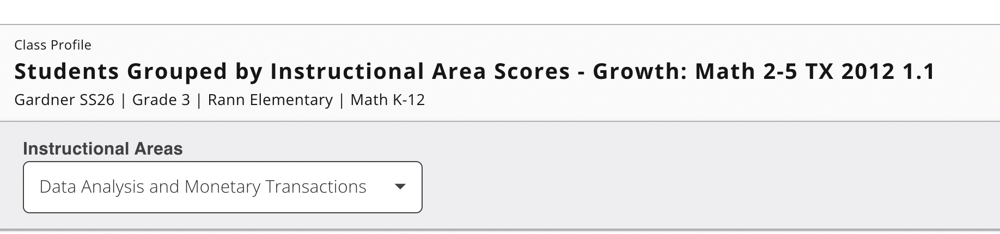 Class Profile
Students Grouped by Instructional Area Scores - Growth: Math 2-5 TX 2012 1.1
Gardner SS26 | Grade 3 | Rann Elementary | Math K-12
Instructional Areas
Data Analysis and Monetary Transactions